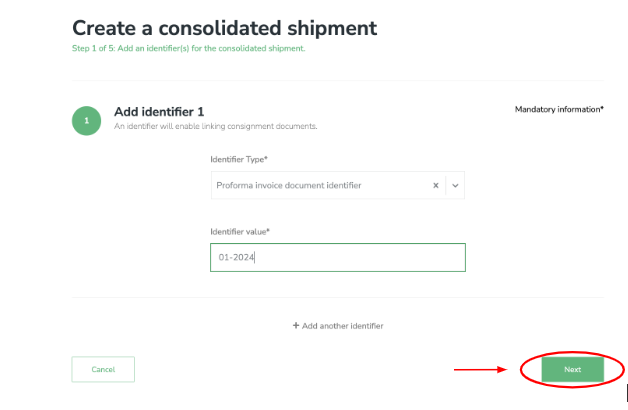 Create a consolidated shipment
Step 1 of 5: Add an identifier(s) for the consolidated shipment.
1
Add identifier 1
Mandatory information*
An identifier will enable linking consignment documents.
Identifier Type*
Proforma invoice document identifier
Identifier value*
01-2024
+ Add another identifier
Cancel
Next